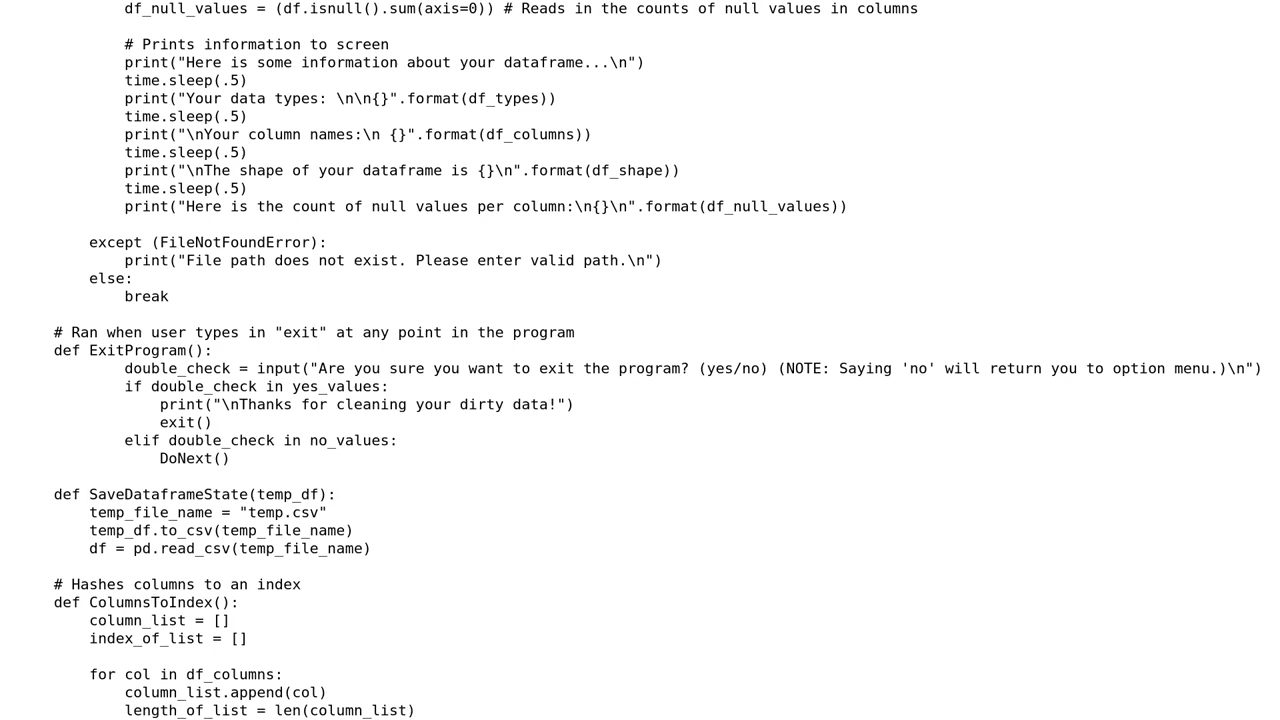 df_null_values = (df.isnull().sum(axis=0)) # Reads in the counts of null values in columns

# Prints information to screen
print("Here is some information about your dataframe...\n")
time.sleep(.5)
print("Your data types: \n\n{}".format(df_types))
time.sleep(.5)
print("\nYour column names:\n {}".format(df_columns))
time.sleep(.5)
print("\nThe shape of your dataframe is {}\n".format(df_shape))
time.sleep(.5)
print("Here is the count of null values per column:\n{}\n".format(df_null_values))

except (FileNotFoundError):
print("File path does not exist. Please enter valid path.\n")
else:
break

# Ran when user types in "exit" at any point in the program
def ExitProgram():
double_check = input("Are you sure you want to exit the program? (yes/no) (NOTE: Saying 'no' will return you to option menu.)\n")
if double_check in yes_values:
print("\nThanks for cleaning your dirty data!")
exit()
elif double_check in no_values:
DoNext()

def SaveDataframeState(temp_df):
temp_file_name = "temp.csv"
temp_df.to_csv(temp_file_name)
df = pd.read_csv(temp_file_name)

# Hashes columns to an index
def ColumnsToIndex():
column_list = []
index_of_list = []

for col in df_columns:
column_list.append(col)
length_of_list = len(column_list)